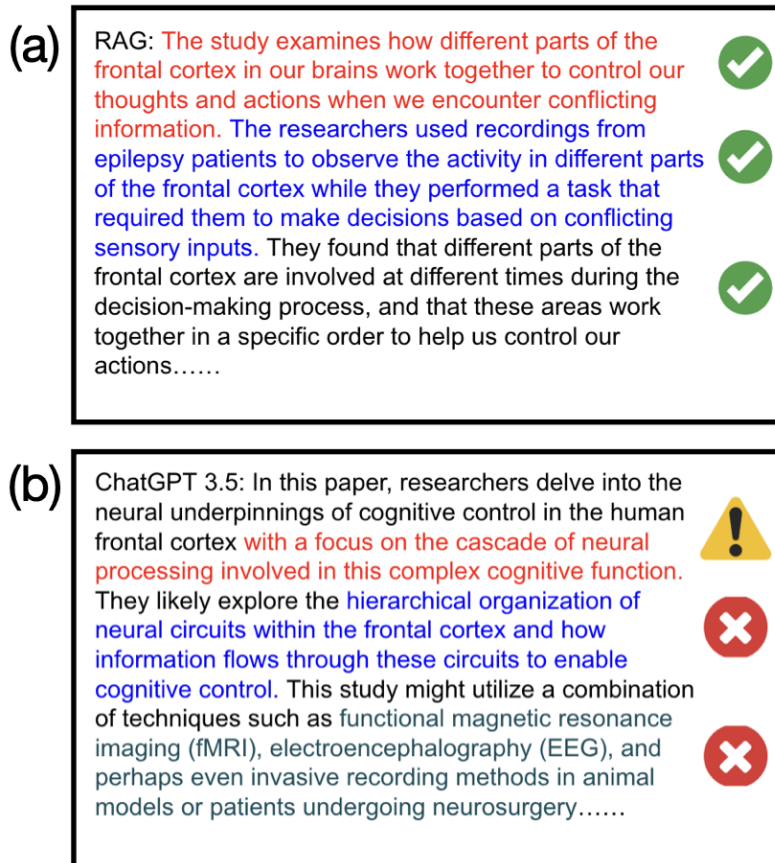 (a)
RAG: The study examines how different parts of the
frontal cortex in our brains work together to control our
thoughts and actions when we encounter conflicting
information. The researchers used recordings from
epilepsy patients to observe the activity in different parts
of the frontal cortex while they performed a task that
required them to make decisions based on conflicting
sensory inputs. They found that different parts of the
frontal cortex are involved at different times during the
decision-making process, and that these areas work
together in a specific order to help us control our
actions……
(b)
ChatGPT 3.5: In this paper, researchers delve into the
neural underpinnings of cognitive control in the human
frontal cortex with a focus on the cascade of neural
processing involved in this complex cognitive function.
They likely explore the hierarchical organization of
neural circuits within the frontal cortex and how
information flows through these circuits to enable
cognitive control. This study might utilize a combination
of techniques such as functional magnetic resonance
imaging (fMRI), electroencephalography (EEG), and
perhaps even invasive recording methods in animal
models or patients undergoing neurosurgery……